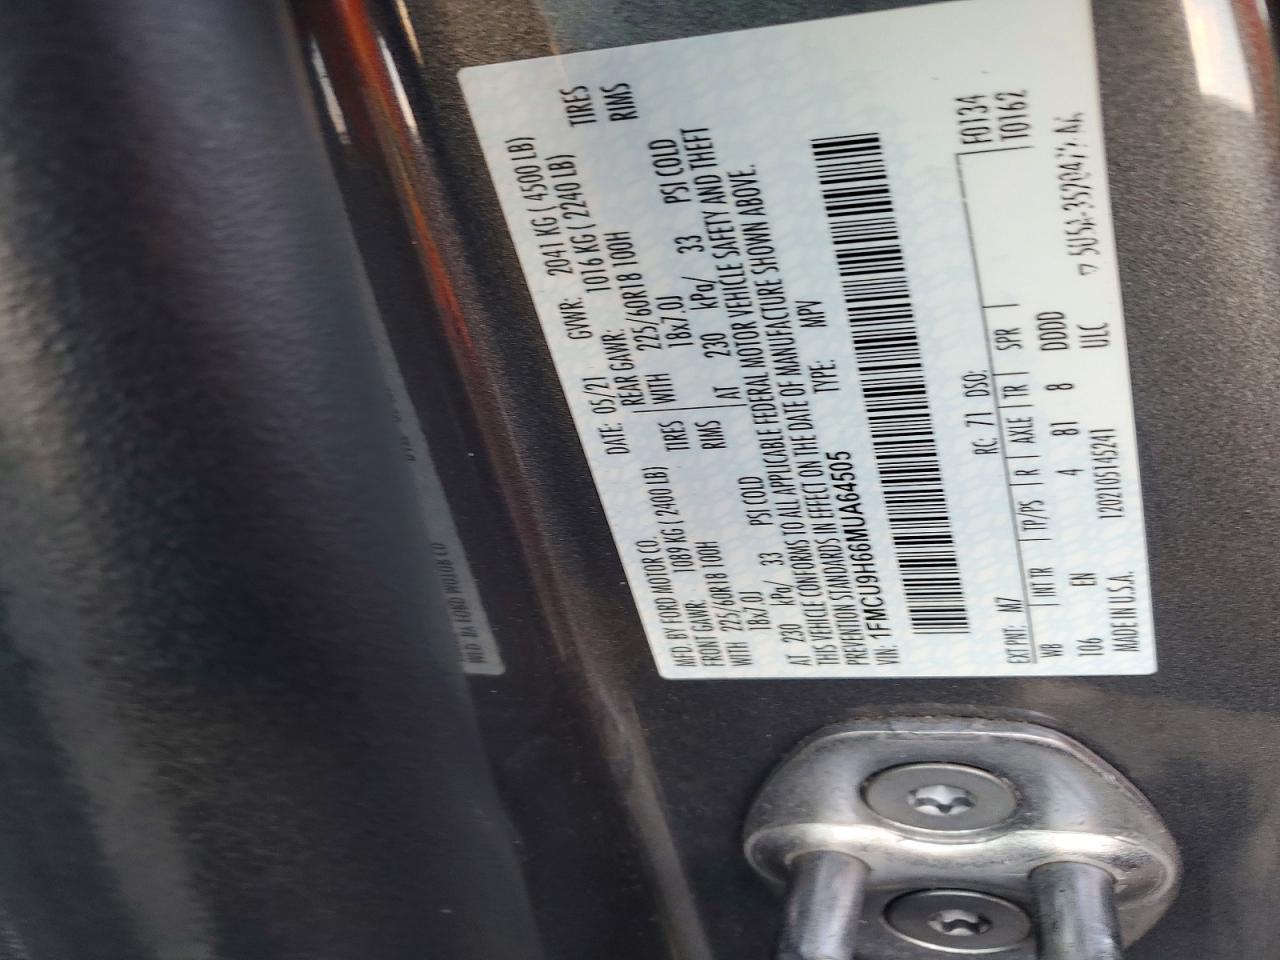 MFD. BY FORD MOTOR CO.
DATE: 05/21 GVWR: 2041 KG ( 4500 LB)
FRONT GAWR: 1089 KG ( 2400 LB) REAR GAWR: 1016 KG ( 2240 LB)
WITH 225/60R18 100H TIRES WITH 225/60R18 100H TIRES
18x7.0J RIMS 18x7.0J RIMS
AT 230 kPa/ 33 PSI COLD AT 230 kPa/ 33 PSI COLD
THIS VEHICLE CONFORMS TO ALL APPLICABLE FEDERAL MOTOR VEHICLE SAFETY AND THEFT
PREVENTION STANDARDS IN EFFECT ON THE DATE OF MANUFACTURE SHOWN ABOVE.
VIN: 1FMCU9H66MUA64505 TYPE: MPV
F0134
T0162
EXT PNT: M7 RC: 71 DSO:
WB INT TR TP/PS R AXLE TR SPR
106 EN 4 81 8 DDDD
MADE IN U.S.A. 12021051452​41 ULC